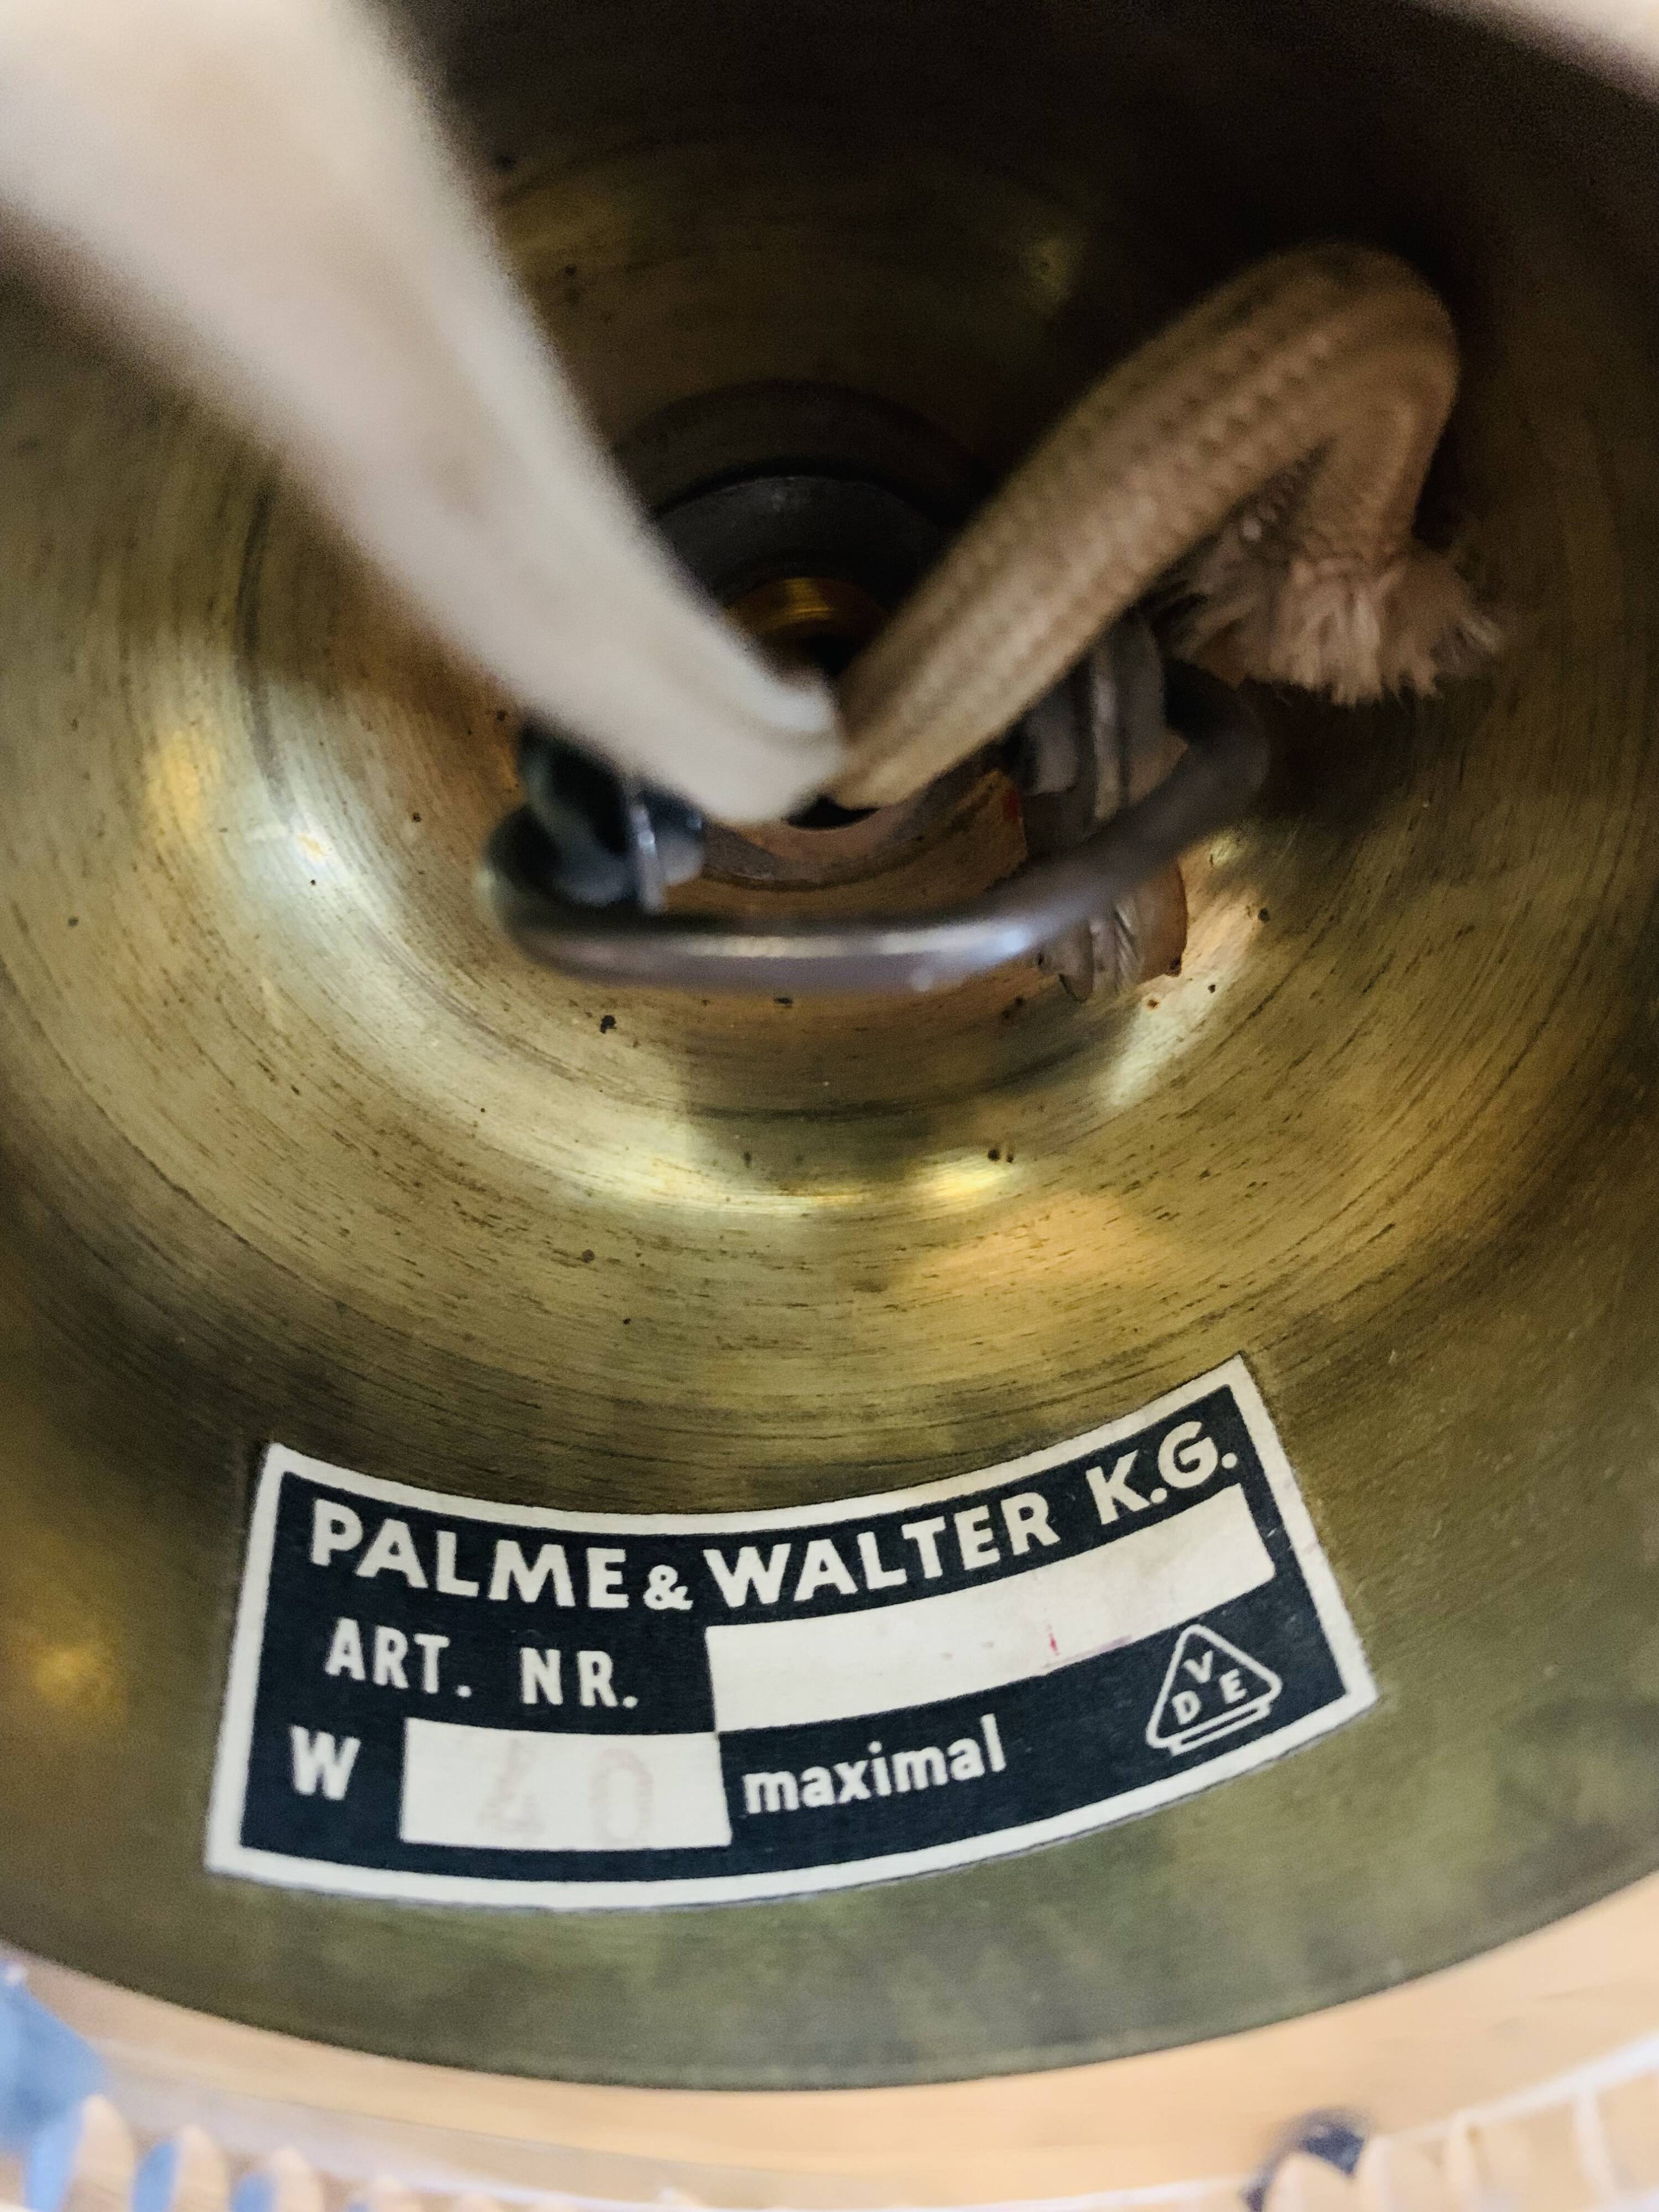 PALME & WALTER K.G.
ART. NR.
W 40 maximal
VDE